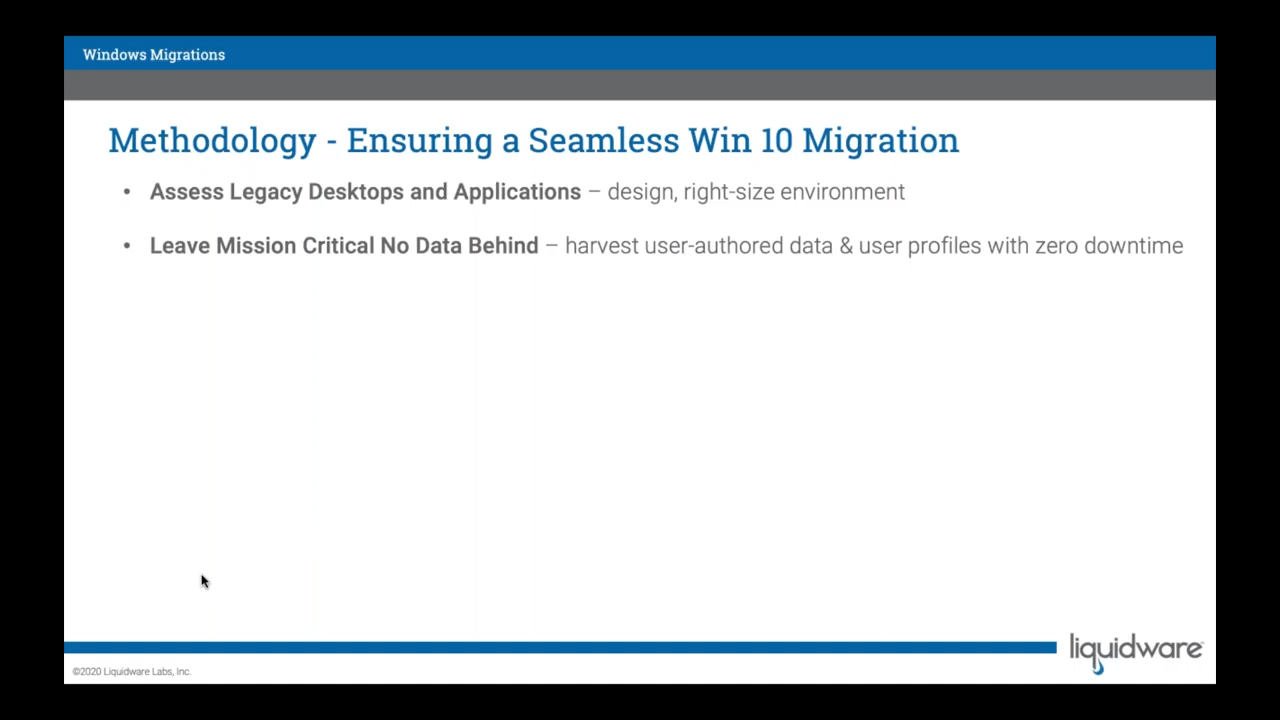 Windows Migrations
Methodology - Ensuring a Seamless Win 10 Migration
• Assess Legacy Desktops and Applications – design, right-size environment
• Leave Mission Critical No Data Behind – harvest user-authored data & user profiles with zero downtime
liquidware
©2020 Liquidware Labs, Inc.